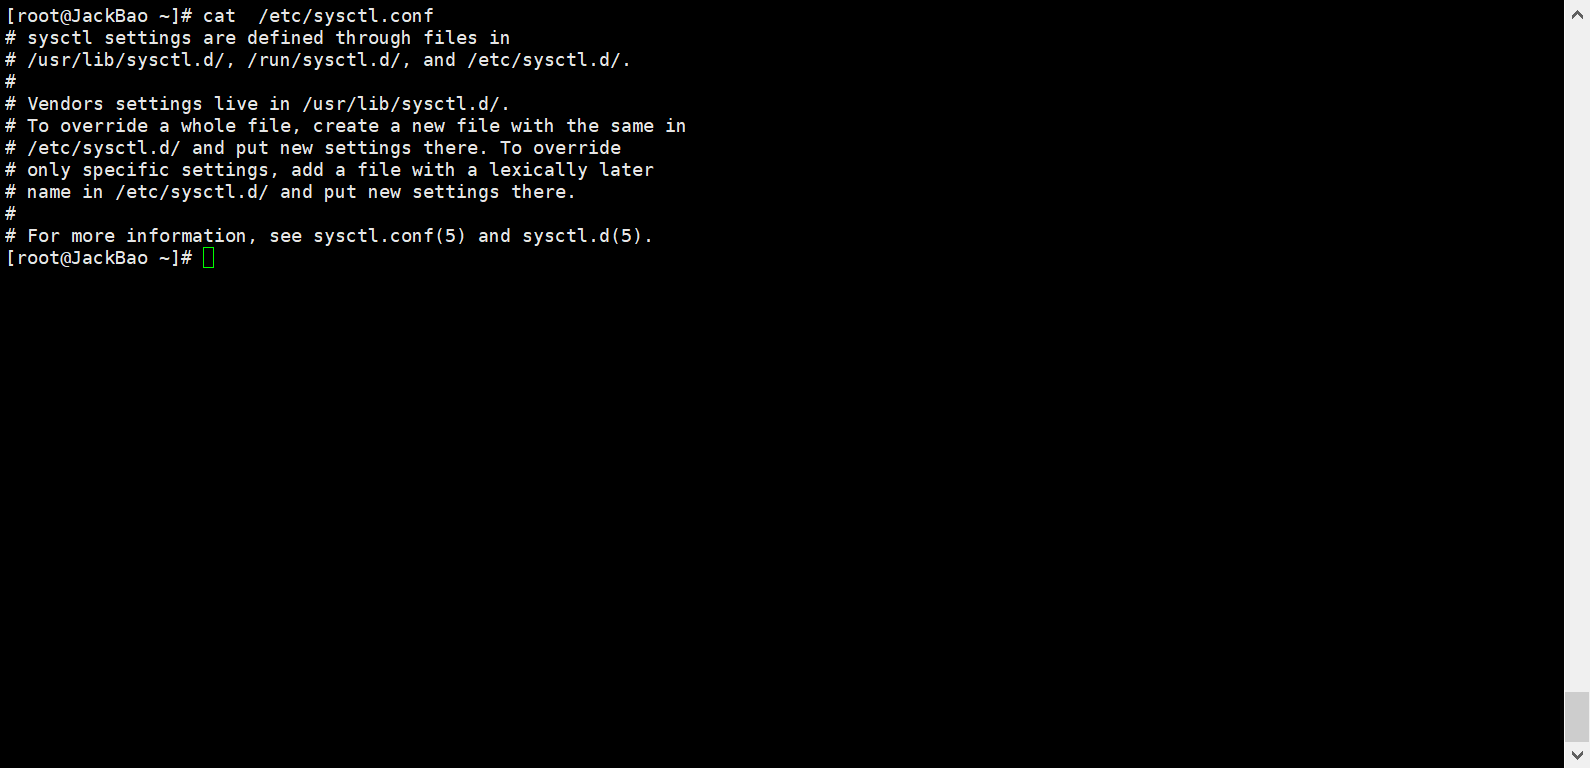 [root@JackBao ~]# cat  /etc/sysctl.conf
# sysctl settings are defined through files in
# /usr/lib/sysctl.d/, /run/sysctl.d/, and /etc/sysctl.d/.
#
# Vendors settings live in /usr/lib/sysctl.d/.
# To override a whole file, create a new file with the same in
# /etc/sysctl.d/ and put new settings there. To override
# only specific settings, add a file with a lexically later
# name in /etc/sysctl.d/ and put new settings there.
#
# For more information, see sysctl.conf(5) and sysctl.d(5).
[root@JackBao ~]#